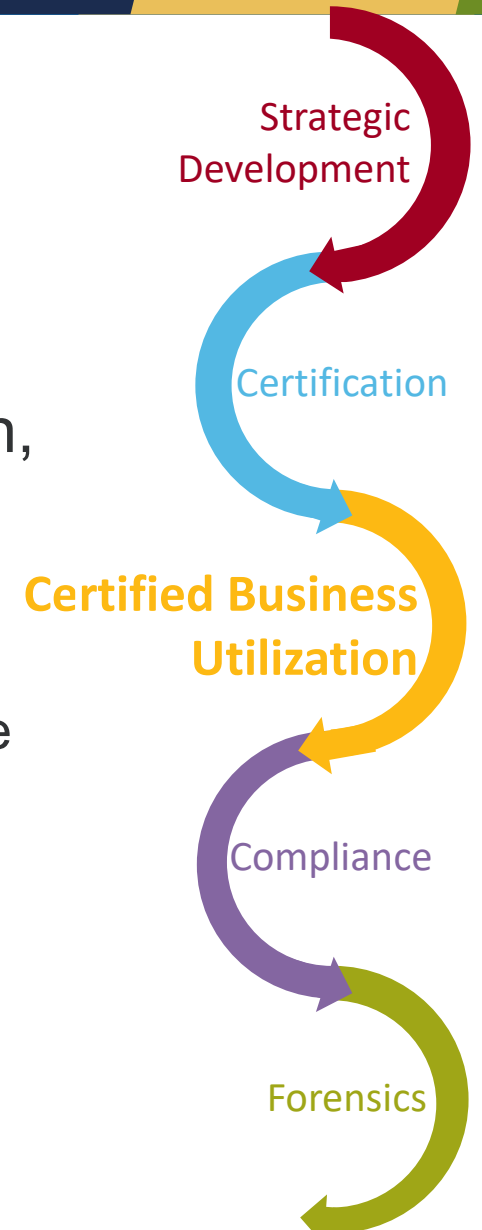 Strategic
Development
Certification
n,
Certified Business
Utilization
e
Compliance
Forensics